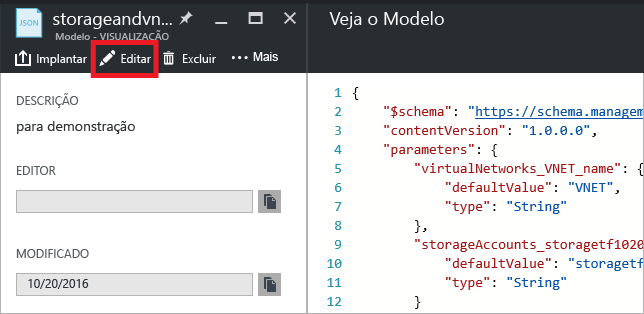 JSON
storageandvn...
Modelo - VISUALIZAÇÃO
Implantar
Editar
Excluir
Mais
DESCRIÇÃO
para demonstração
EDITOR
MODIFICADO
10/20/2016
Veja o Modelo
1 {
2 "$schema": "https://schema.managem
3 "contentVersion": "1.0.0.0",
4 "parameters": {
5 "virtualNetworks_VNET_name": {
6 "defaultValue": "VNET",
7 "type": "String"
8 },
9 "storageAccounts_storagetf1020
10 "defaultValue": "storagetf
11 "type": "String"
12 }